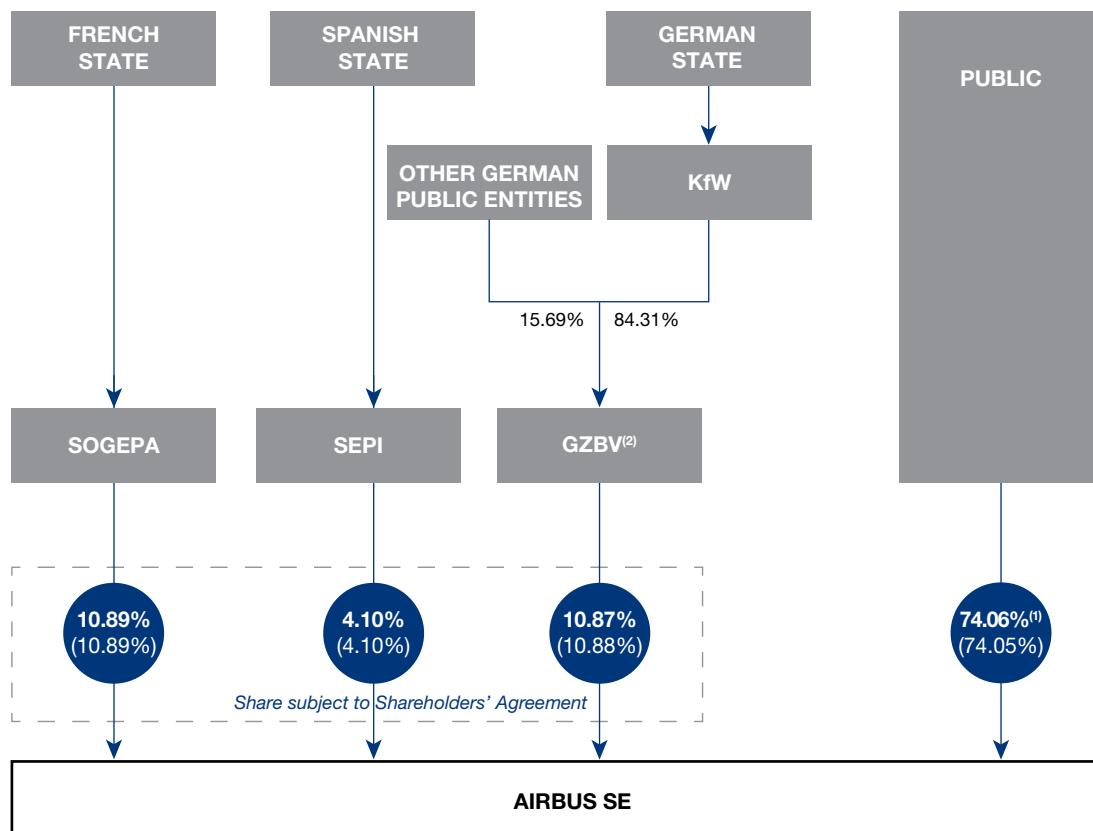 FRENCH
STATE
SPANISH
STATE
GERMAN
STATE
PUBLIC
OTHER GERMAN
PUBLIC ENTITIES
KfW
15.69%
84.31%
SOGEPA
SEPI
GZBV(2)
10.89%
(10.89%)
4.10%
(4.10%)
10.87%
(10.88%)
74.06%(1)
(74.05%)
Share subject to Shareholders’ Agreement
AIRBUS SE